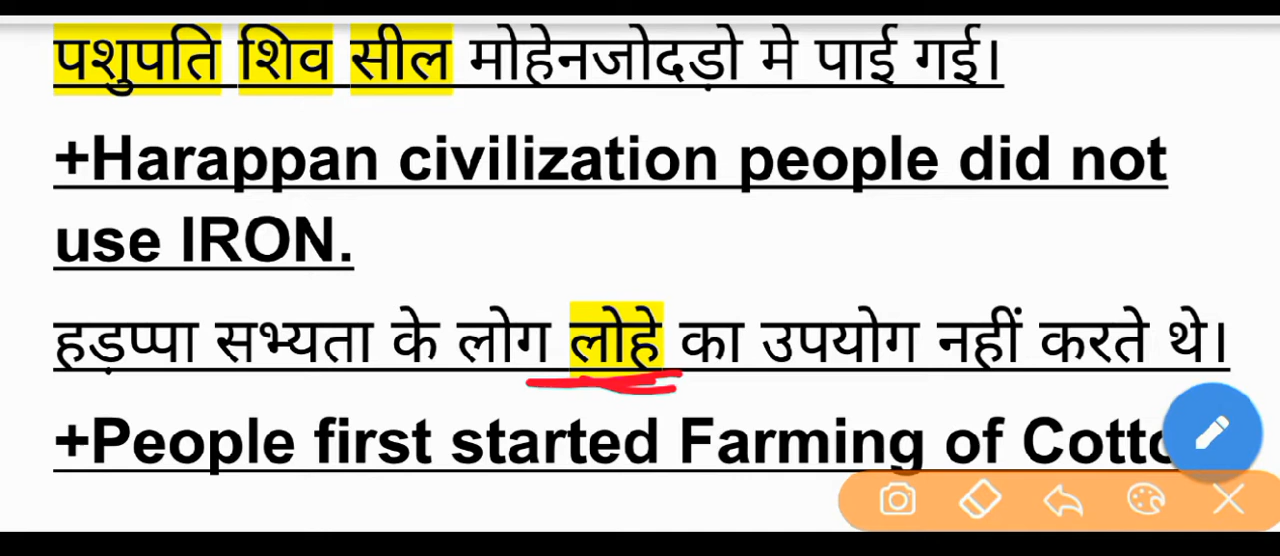 पशुपति शिव सील मोहेनजोदड़ो मे पाई गई।
+Harappan civilization people did not
use IRON.
हड़प्पा सभ्यता के लोग लोहे का उपयोग नहीं करते थे।
+People first started Farming of